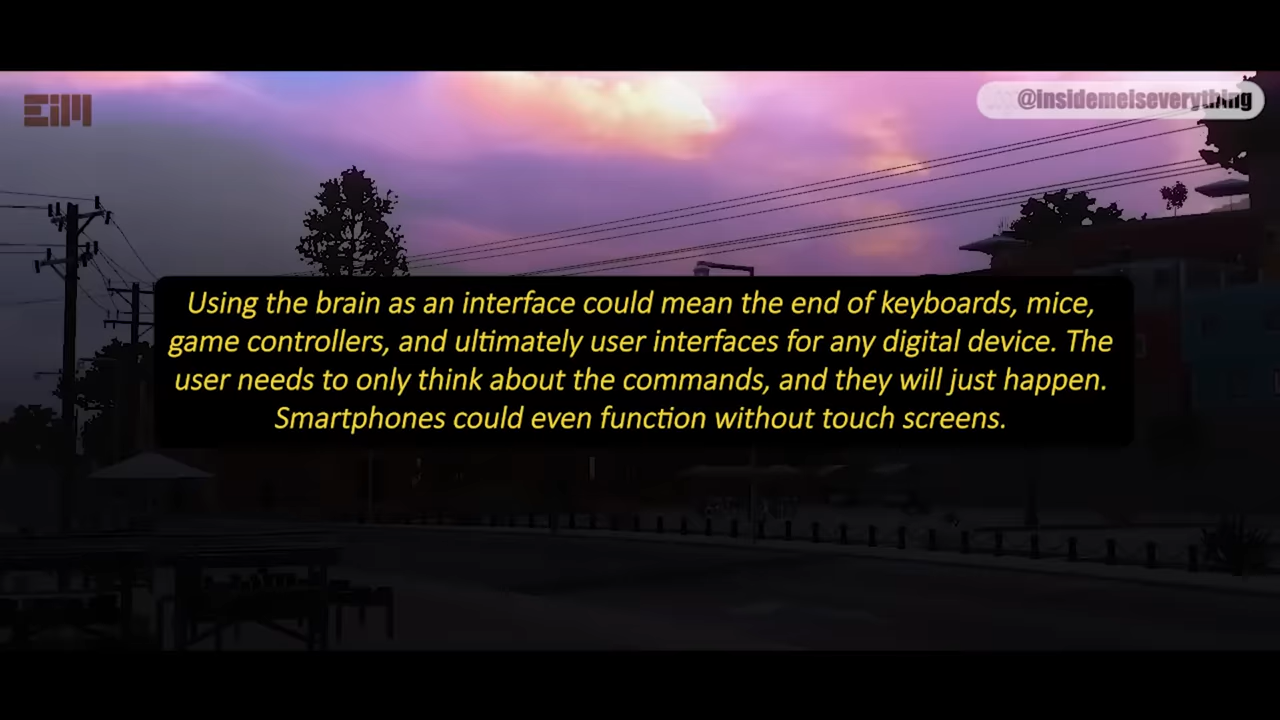 EiM
@insidemeiseverything
Using the brain as an interface could mean the end of keyboards, mice,
game controllers, and ultimately user interfaces for any digital device. The
user needs to only think about the commands, and they will just happen.
Smartphones could even function without touch screens.